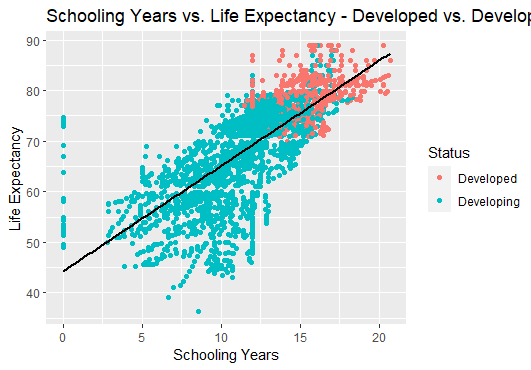 Schooling Years vs. Life Expectancy - Developed vs. Develop
90
80
70
60
50
40
Life Expectancy
0 5 10 15 20
Schooling Years
Status
Developed
Developing